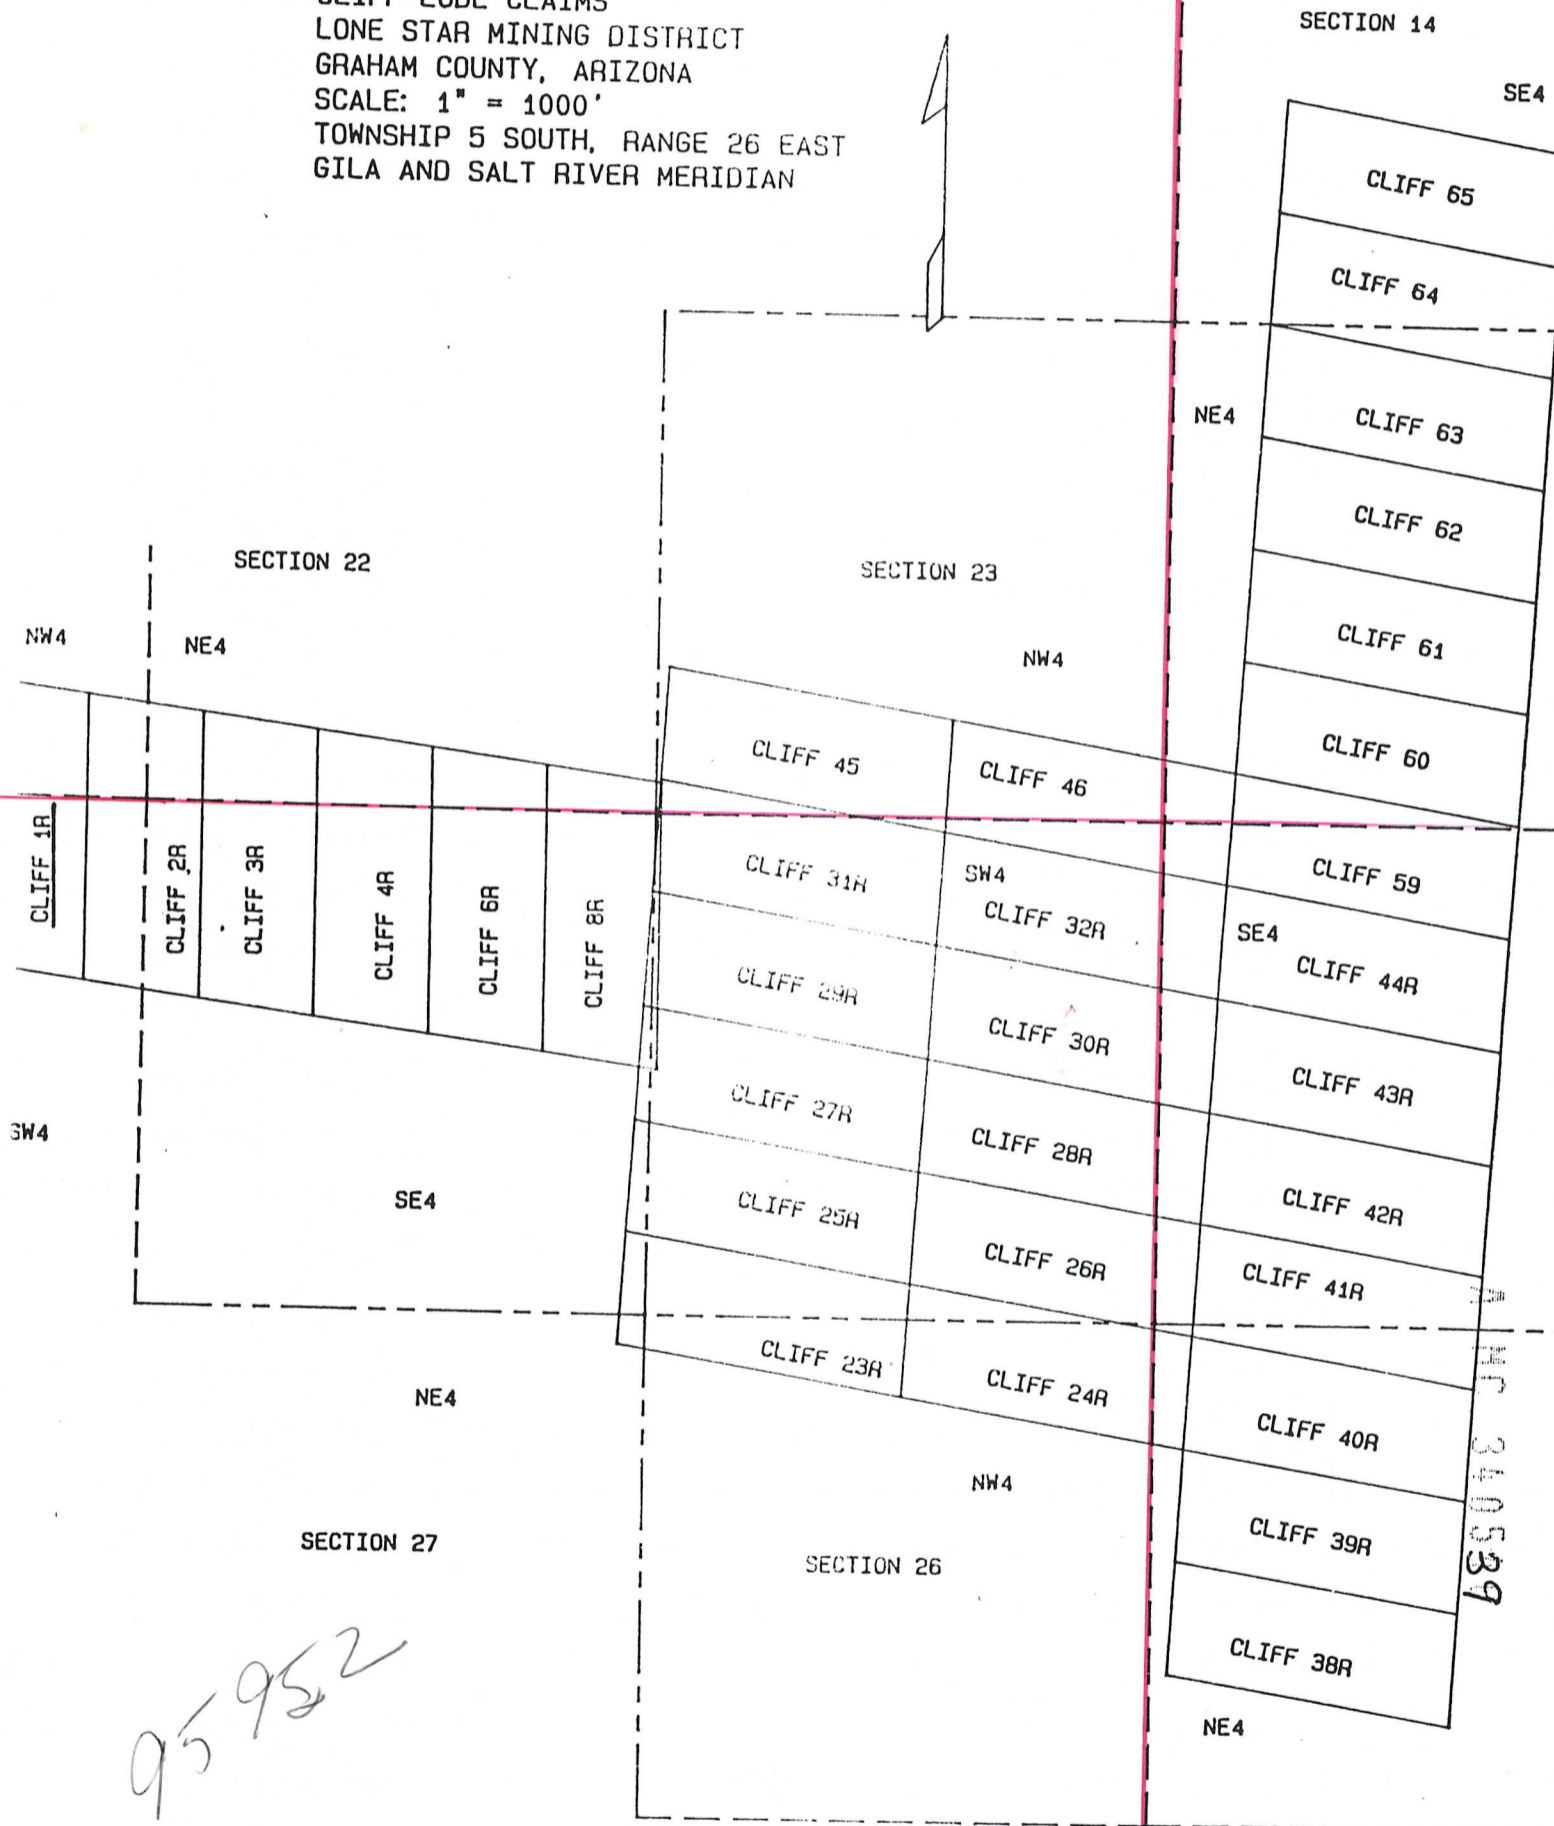 CLIFF LODE CLAIMS
LONE STAR MINING DISTRICT
GRAHAM COUNTY, ARIZONA
SCALE: 1" = 1000'
TOWNSHIP 5 SOUTH, RANGE 26 EAST
GILA AND SALT RIVER MERIDIAN
SECTION 14
SE4
CLIFF 65
CLIFF 64
NE4
CLIFF 63
CLIFF 62
SECTION 22
SECTION 23
NW4
NE4
NW4
CLIFF 61
CLIFF 45
CLIFF 46
CLIFF 60
CLIFF 1R
CLIFF 2R
CLIFF 3R
CLIFF 4R
CLIFF 6R
CLIFF 8R
CLIFF 31R
SW4
CLIFF 32R
CLIFF 59
SE4
CLIFF 44R
CLIFF 29R
CLIFF 30R
CLIFF 43R
CLIFF 27R
CLIFF 28R
SW4
SE4
CLIFF 25R
CLIFF 26R
CLIFF 42R
CLIFF 41R
CLIFF 23R
CLIFF 24R
NE4
CLIFF 40R
NW4
CLIFF 39R
SECTION 27
SECTION 26
CLIFF 38R
NE4
A MC 340539
95952